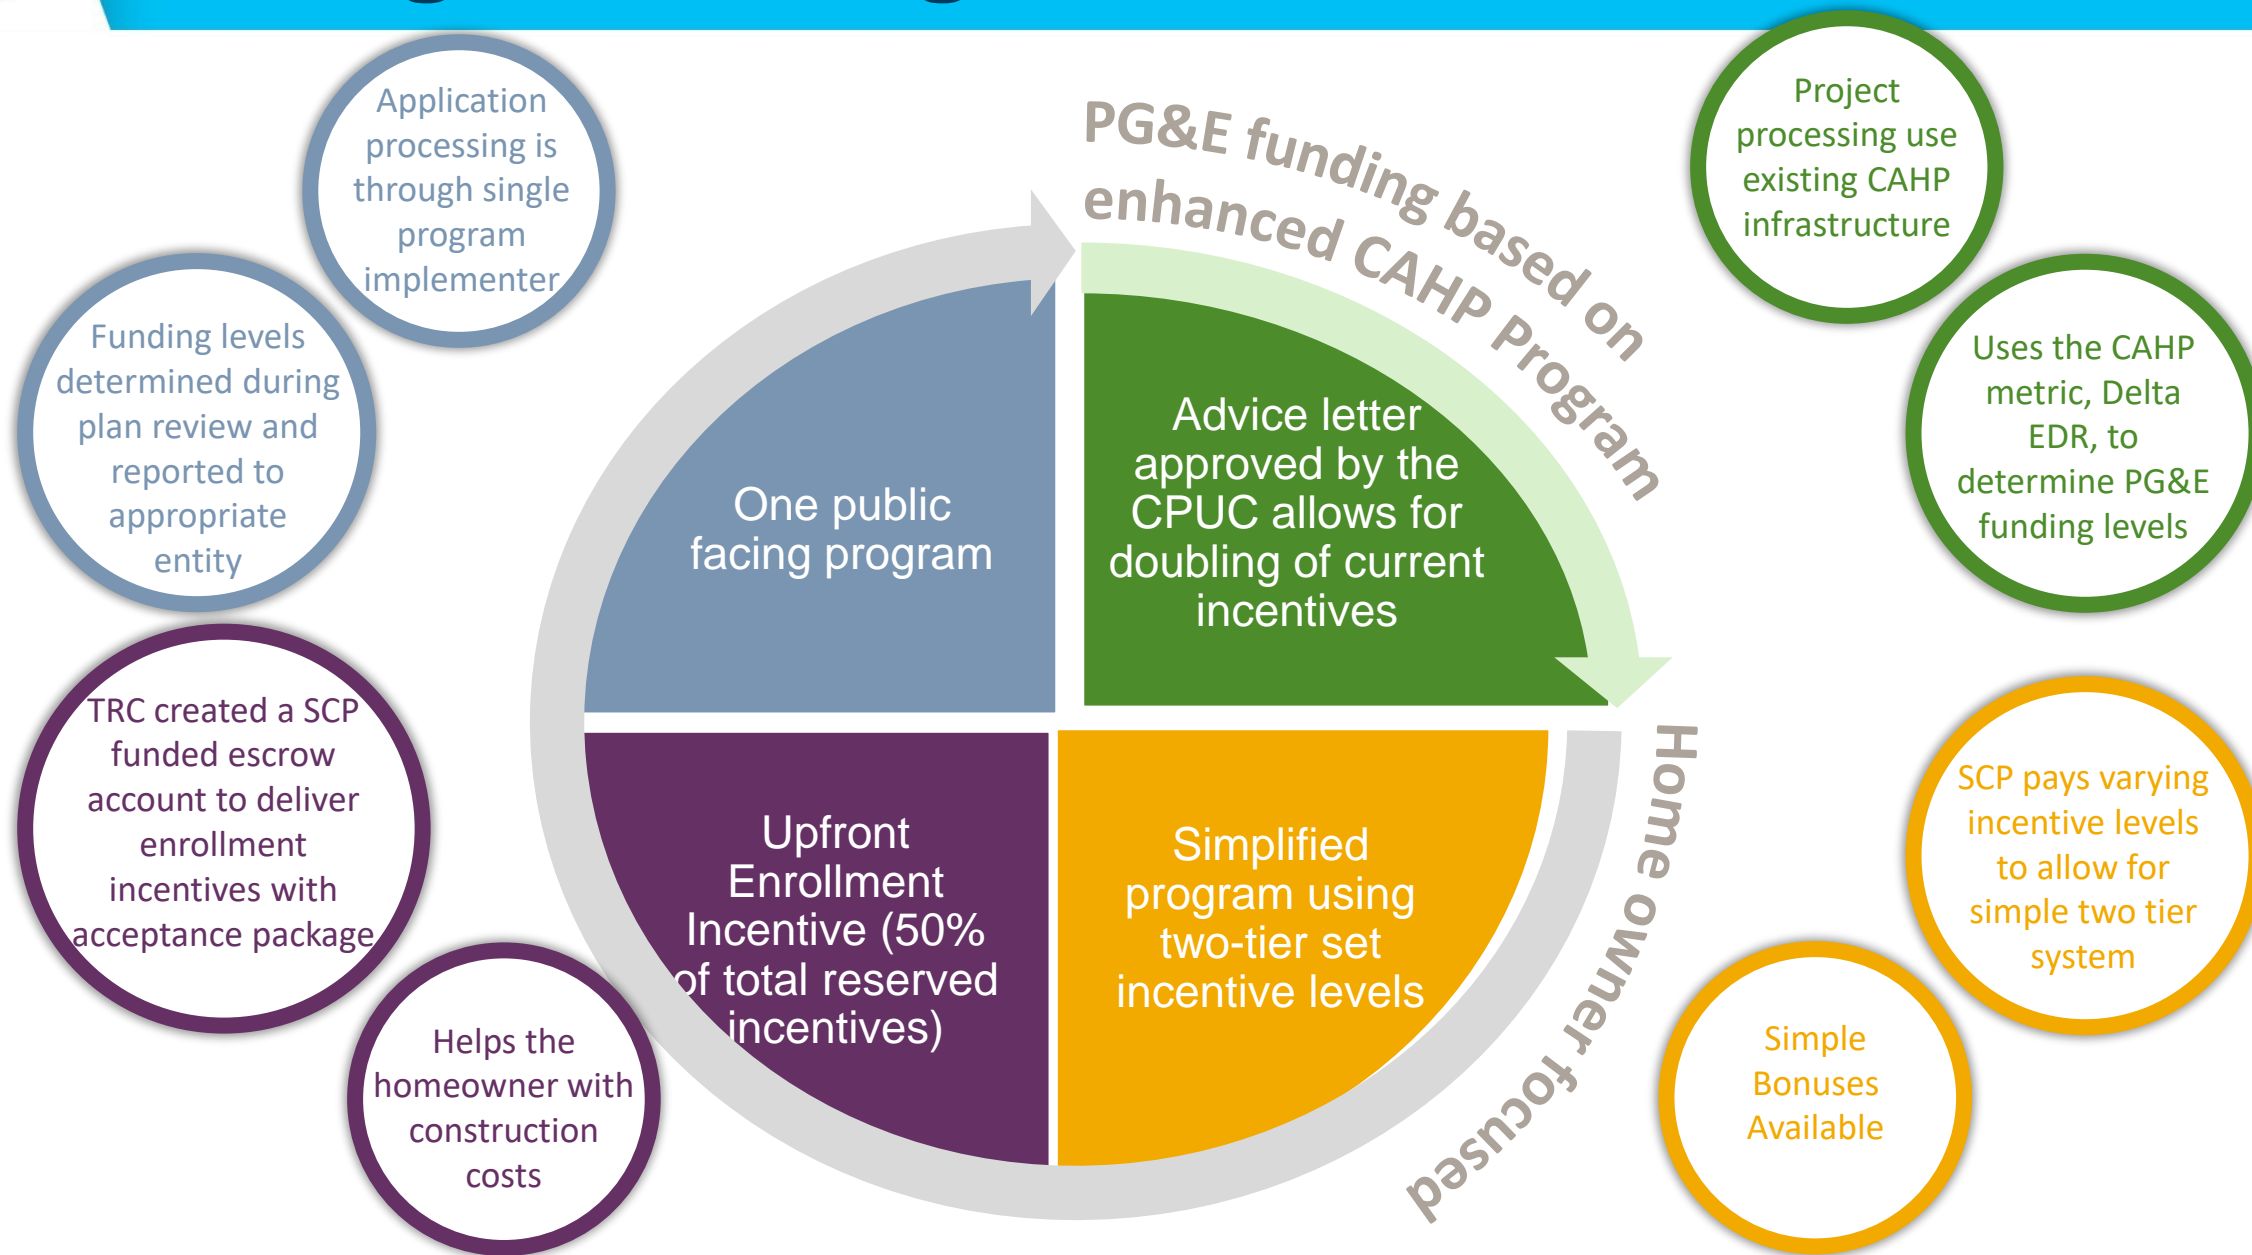 Application
processing is
through single
program
implementer
Funding levels
determined during
plan review and
reported to
appropriate
entity
TRC created a SCP
funded escrow
account to deliver
enrollment
incentives with
acceptance package
Helps the
homeowner with
construction
costs
One public
facing program
PG&E funding based on
enhanced CAHP Program
Advice letter
approved by the
CPUC allows for
doubling of current
incentives
Upfront
Enrollment
Incentive (50%
of total reserved
incentives)
Simplified
program using
two-tier set
incentive levels
Home owner focused
Project
processing use
existing CAHP
infrastructure
Uses the CAHP
metric, Delta
EDR, to
determine PG&E
funding levels
SCP pays varying
incentive levels
to allow for
simple two tier
system
Simple
Bonuses
Available